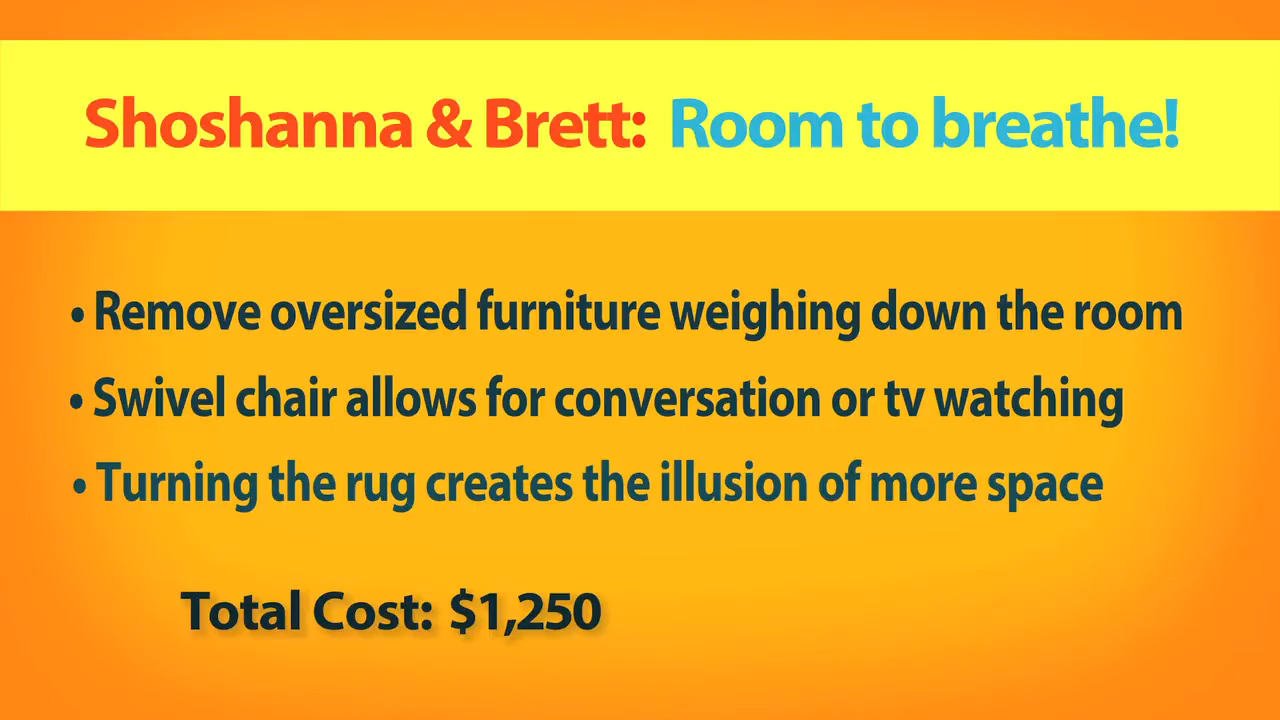 Shoshanna & Brett: Room to breathe!
• Remove oversized furniture weighing down the room
• Swivel chair allows for conversation or tv watching
• Turning the rug creates the illusion of more space
Total Cost: $1,250